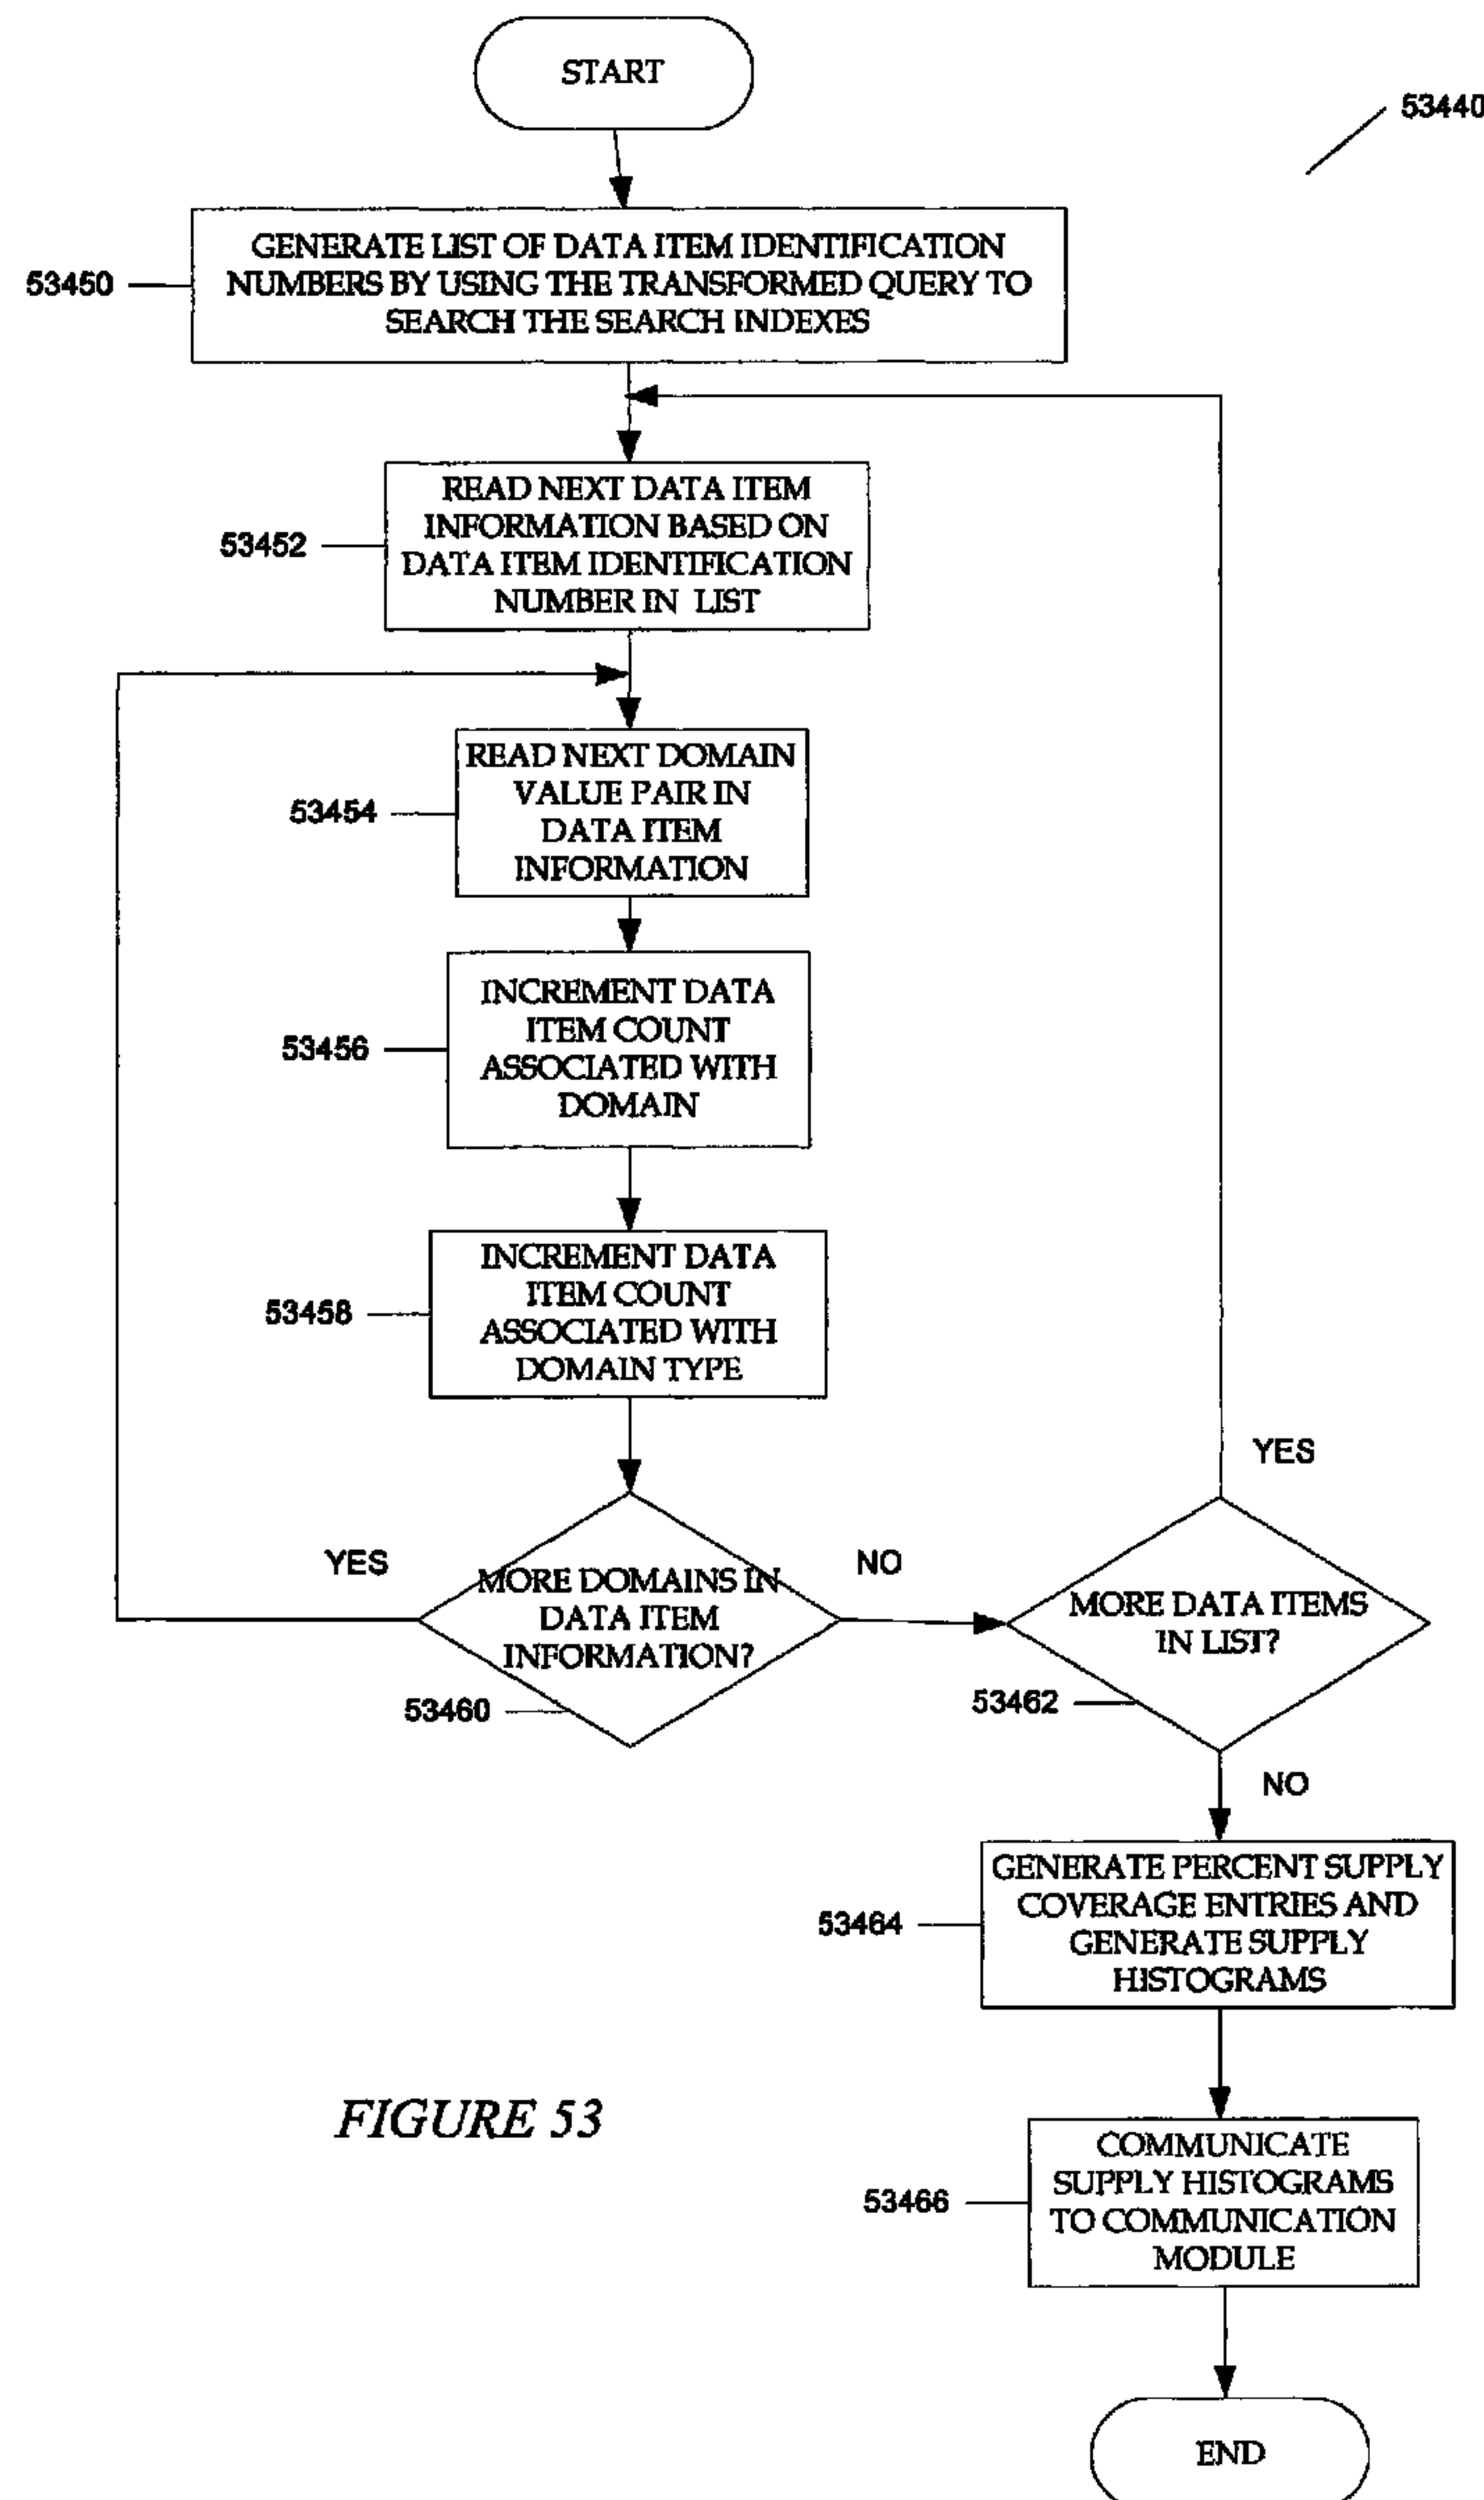 START
53440
GENERATE LIST OF DATA ITEM IDENTIFICATION
NUMBERS BY USING THE TRANSFORMED QUERY TO
SEARCH THE SEARCH INDEXES
53450
READ NEXT DATA ITEM
INFORMATION BASED ON
DATA ITEM IDENTIFICATION
NUMBER IN LIST
53452
READ NEXT DOMAIN
VALUE PAIR IN
DATA ITEM
INFORMATION
53454
INCREMENT DATA
ITEM COUNT
ASSOCIATED WITH
DOMAIN
53456
INCREMENT DATA
ITEM COUNT
ASSOCIATED WITH
DOMAIN TYPE
53458
YES
YES
MORE DOMAINS IN
DATA ITEM
INFORMATION?
NO
53460
MORE DATA ITEMS
IN LIST?
53462
NO
GENERATE PERCENT SUPPLY
COVERAGE ENTRIES AND
GENERATE SUPPLY
HISTOGRAMS
53464
FIGURE 53
COMMUNICATE
SUPPLY HISTOGRAMS
TO COMMUNICATION
MODULE
53466
END